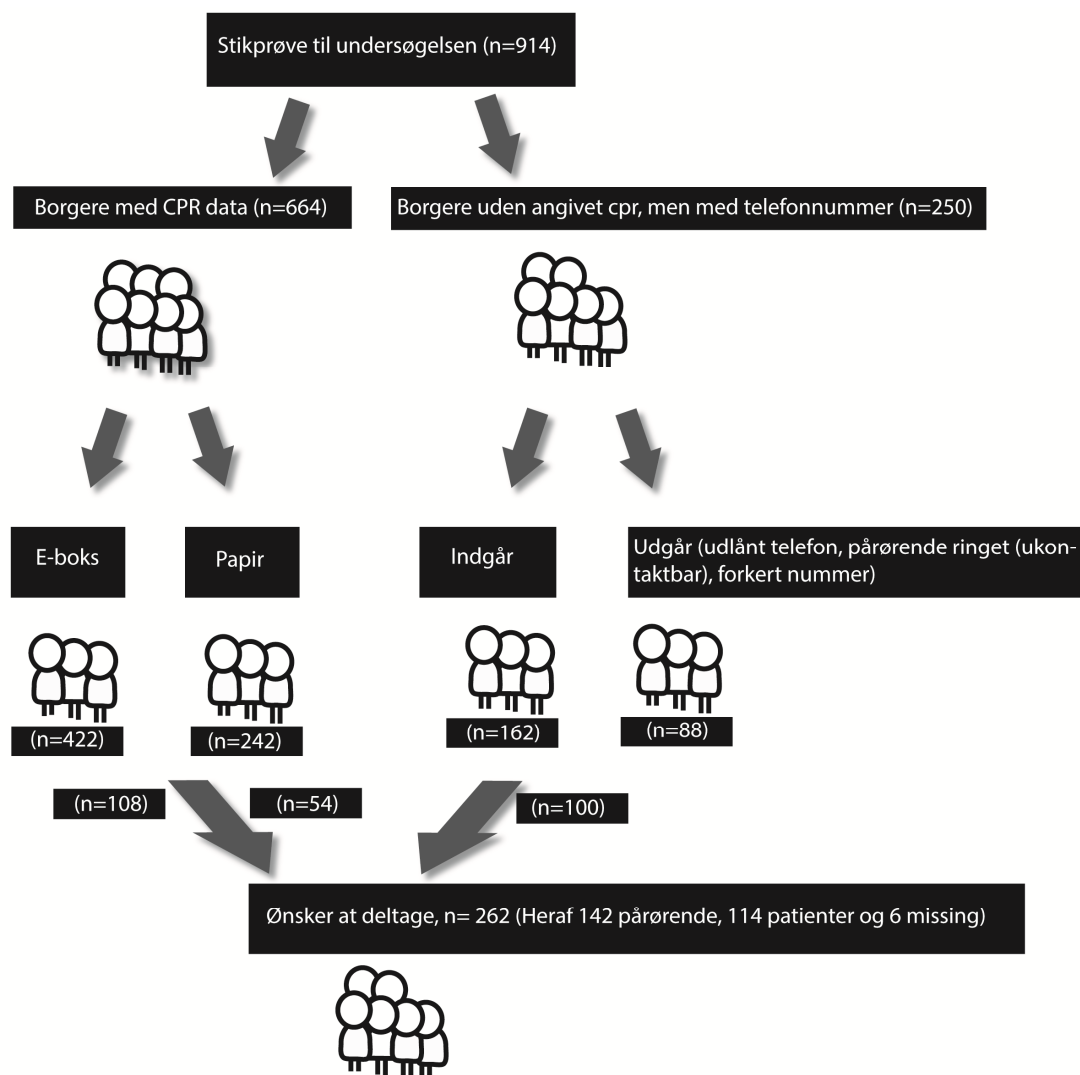 Stikprøve til undersøgelsen (n=914)
Borgere med CPR data (n=664)
Borgere uden angivet cpr, men med telefonnummer (n=250)
E-boks
Papir
Indgår
Udgår (udlånt telefon, pårørende ringet (ukon-
taktbar), forkert nummer)
(n=422)
(n=242)
(n=162)
(n=88)
(n=108)
(n=54)
(n=100)
Ønsker at deltage, n= 262 (Heraf 142 pårørende, 114 patienter og 6 missing)